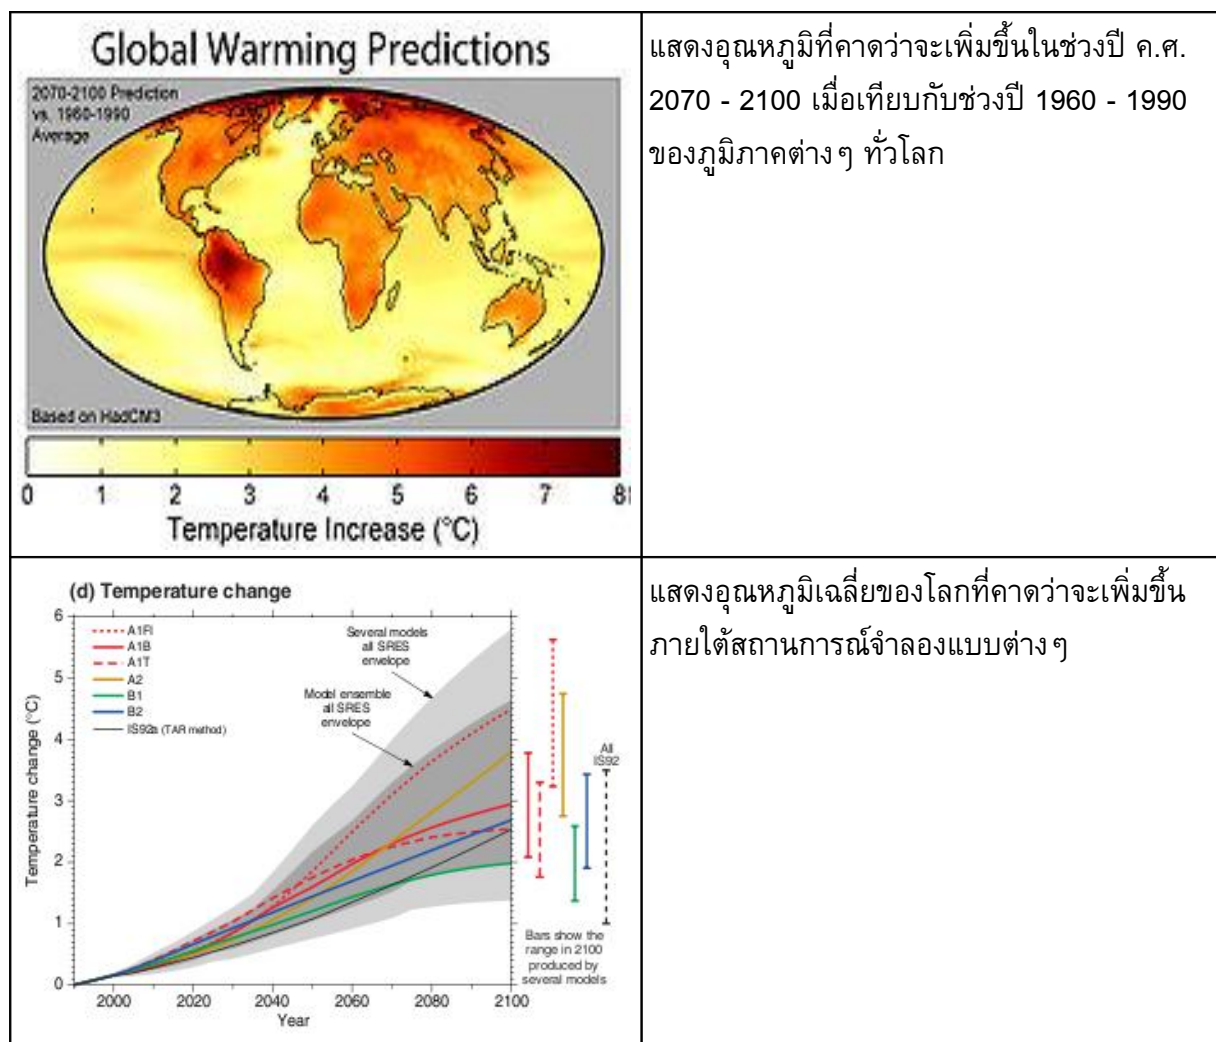 Global Warming Predictions
2070-2100 Prediction
vs. 1960-1990
Average
Based on HadCM3
0 1 2 3 4 5 6 7 8
Temperature Increase (°C)
แสดงอุณหภูมิที่คาดว่าจะเพิ่มขึ้นในช่วงปี ค.ศ.
2070 - 2100 เมื่อเทียบกับช่วงปี 1960 - 1990
ของภูมิภาคต่างๆ ทั่วโลก
(d) Temperature change
6
5
4
3
2
1
0
Temperature change (°C)
A1FI
A1B
A1T
A2
B1
B2
IS92a (TAR method)
Several models
all SRES
envelope
Model ensemble
all SRES
envelope
All
IS92
Bars show the
range in 2100
produced by
several models
2000 2020 2040 2060 2080 2100
Year
แสดงอุณหภูมิเฉลี่ยของโลกที่คาดว่าจะเพิ่มขึ้น
ภายใต้สถานการณ์จำลองแบบต่างๆ